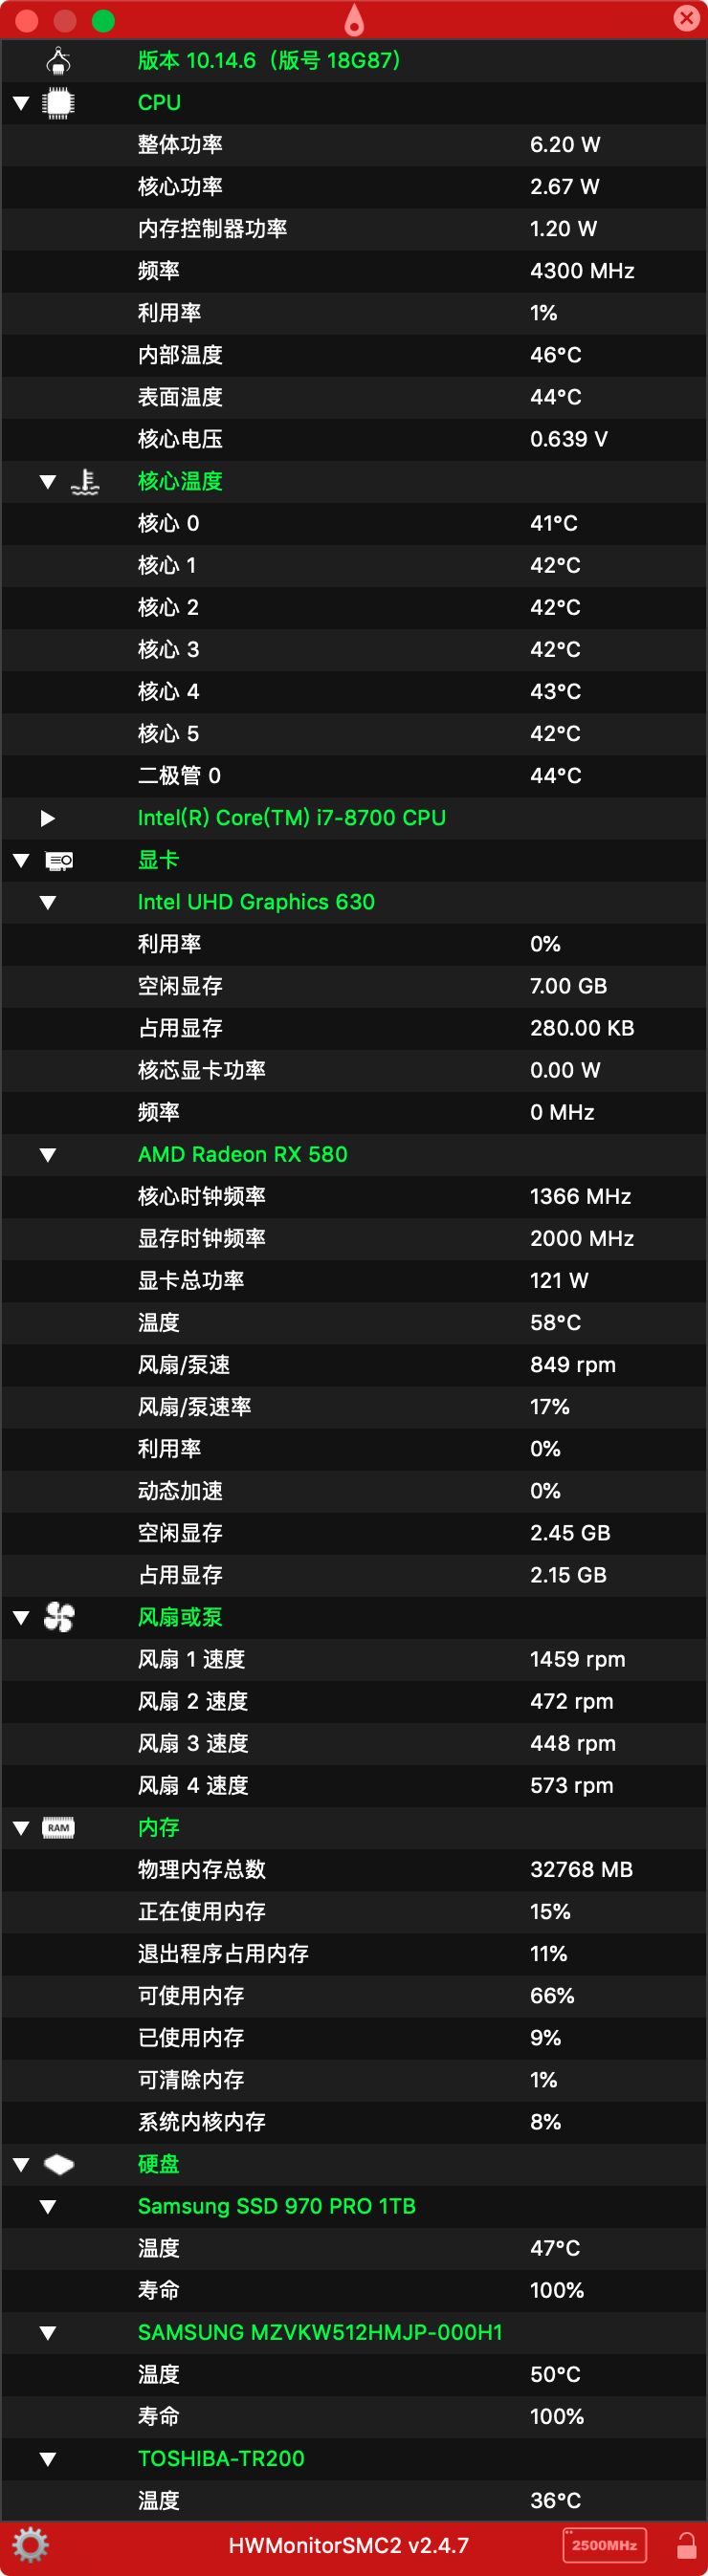 版本 10.14.6（版号 18G87）
CPU
整体功率 6.20 W
核心功率 2.67 W
内存控制器功率 1.20 W
频率 4300 MHz
利用率 1%
内部温度 46°C
表面温度 44°C
核心电压 0.639 V
核心温度
核心 0 41°C
核心 1 42°C
核心 2 42°C
核心 3 42°C
核心 4 43°C
核心 5 42°C
二极管 0 44°C
Intel(R) Core(TM) i7-8700 CPU
显卡
Intel UHD Graphics 630
利用率 0%
空闲显存 7.00 GB
占用显存 280.00 KB
核芯显卡功率 0.00 W
频率 0 MHz
AMD Radeon RX 580
核心时钟频率 1366 MHz
显存时钟频率 2000 MHz
显卡总功率 121 W
温度 58°C
风扇/泵速 849 rpm
风扇/泵速率 17%
利用率 0%
动态加速 0%
空闲显存 2.45 GB
占用显存 2.15 GB
风扇或泵
风扇 1 速度 1459 rpm
风扇 2 速度 472 rpm
风扇 3 速度 448 rpm
风扇 4 速度 573 rpm
RAM 内存
物理内存总数 32768 MB
正在使用内存 15%
退出程序占用内存 11%
可使用内存 66%
已使用内存 9%
可清除内存 1%
系统内核内存 8%
硬盘
Samsung SSD 970 PRO 1TB
温度 47°C
寿命 100%
SAMSUNG MZVKW512HMJP-000H1
温度 50°C
寿命 100%
TOSHIBA-TR200
温度 36°C
HWMonitorSMC2 v2.4.7 2500MHz